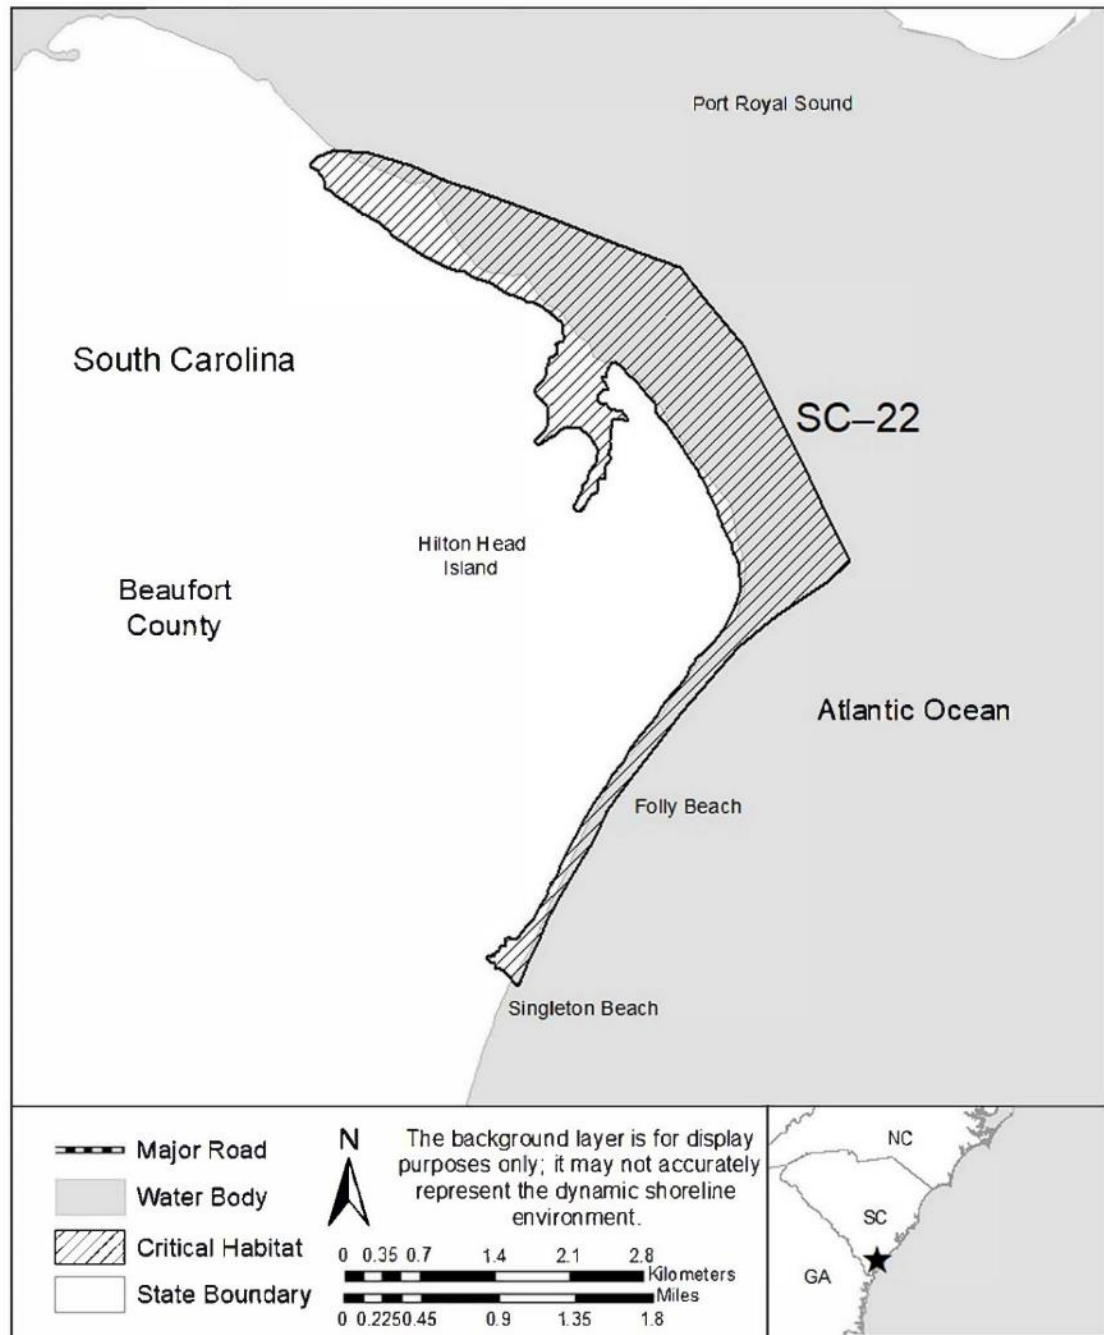 Port Royal Sound
South Carolina
SC–22
Hilton Head
Island
Beaufort
County
Atlantic Ocean
Folly Beach
Singleton Beach
Major Road
Water Body
Critical Habitat
State Boundary
N
The background layer is for display
purposes only; it may not accurately
represent the dynamic shoreline
environment.
0 0.35 0.7 1.4 2.1 2.8
Kilometers
Miles
0 0.2250.45 0.9 1.35 1.8
NC
SC
GA